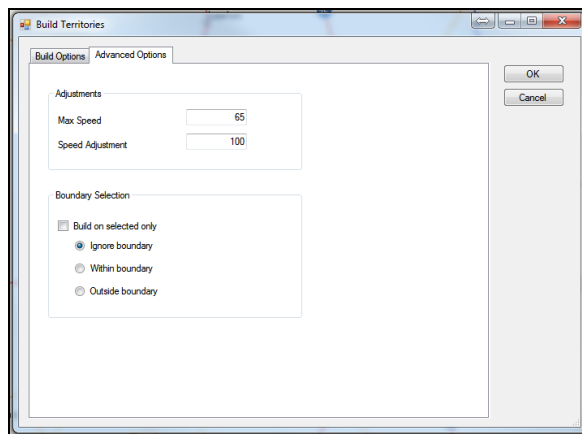 Build Territories
Build Options
Advanced Options
OK
Cancel
Adjustments
Max Speed 65
Speed Adjustment 100
Boundary Selection
Build on selected only
Ignore boundary
Within boundary
Outside boundary